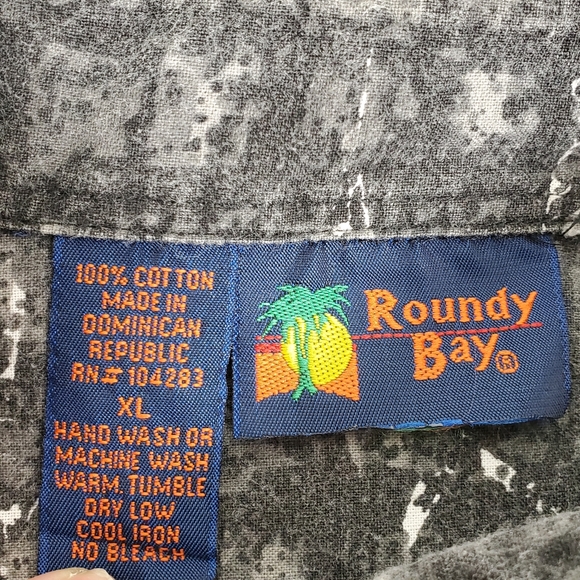 100% COTTON
MADE IN
DOMINICAN
REPUBLIC
RN# 104283
XL
HAND WASH OR
MACHINE WASH
WARM. TUMBLE
DRY LOW
COOL IRON
NO BLEACH
Roundy
Bay®